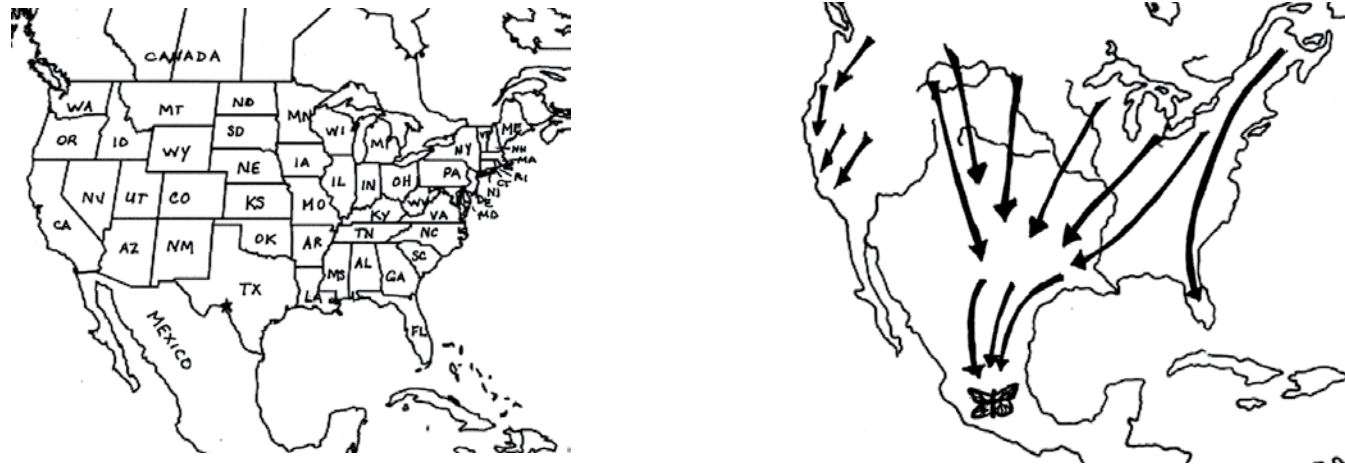 CANADA
WA
MT
ND
MN
OR
ID
SD
WI
MI
ME
WY
VT
NY
NH
MA
NE
IA
RI
CT
PA
NV
UT
CO
IL
IN
OH
NJ
DE
MD
KS
MO
WV
VA
KY
CA
NC
TN
AZ
NM
OK
AR
SC
MS
AL
GA
TX
LA
MEXICO
FL